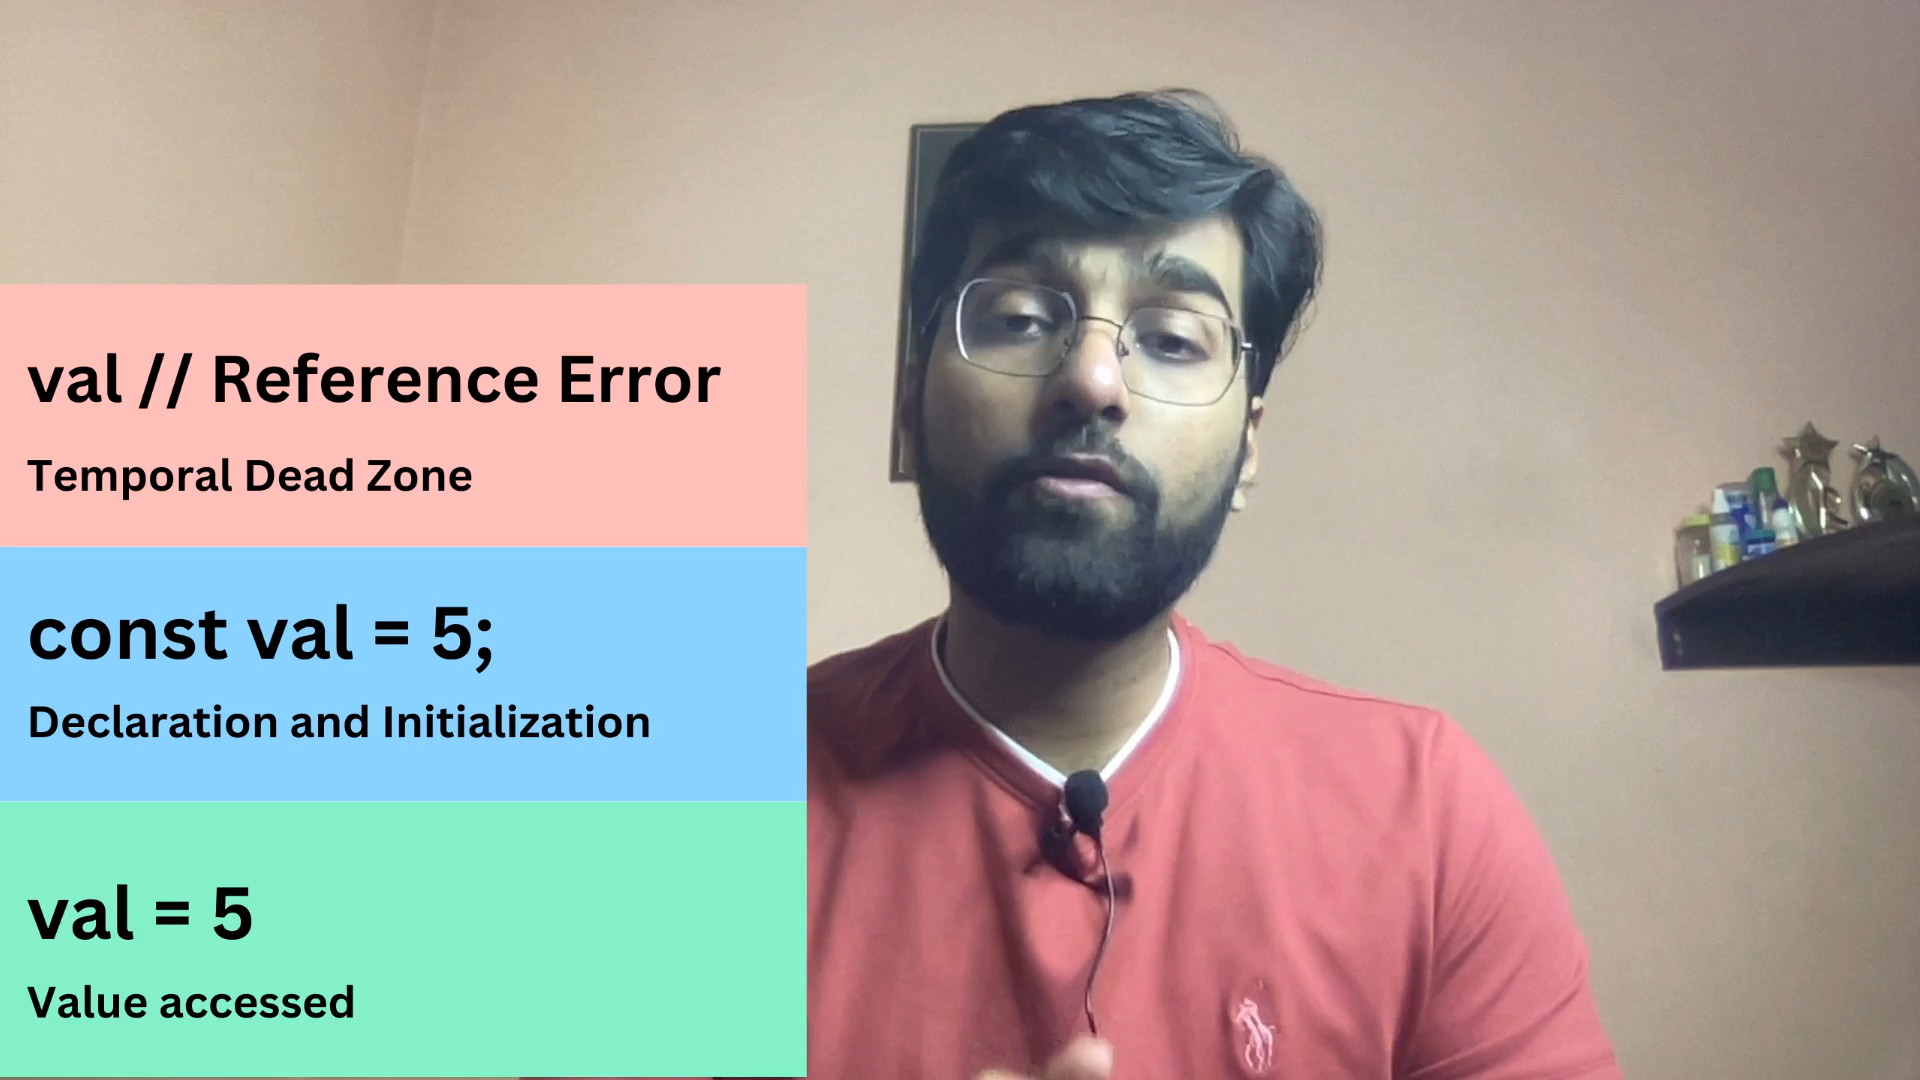 val // Reference Error
Temporal Dead Zone
const val = 5;
Declaration and Initialization
val = 5
Value accessed